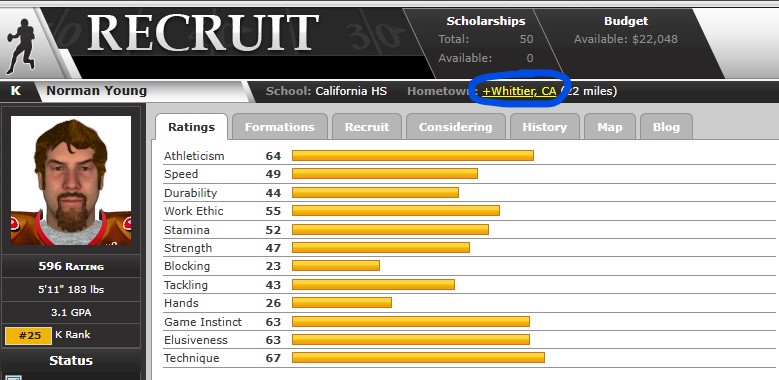 RECRUIT
Scholarships
Total: 50
Available: 0
Budget
Available: $22,048
K Norman Young School: California HS Hometown: +Whittier, CA (22 miles)
Ratings Formations Recruit Considering History Map Blog
Athleticism 64
Speed 49
Durability 44
Work Ethic 55
Stamina 52
Strength 47
Blocking 23
Tackling 43
Hands 26
Game Instinct 63
Elusiveness 63
Technique 67
596 RATING
5'11" 183 lbs
3.1 GPA
#25 K Rank
Status